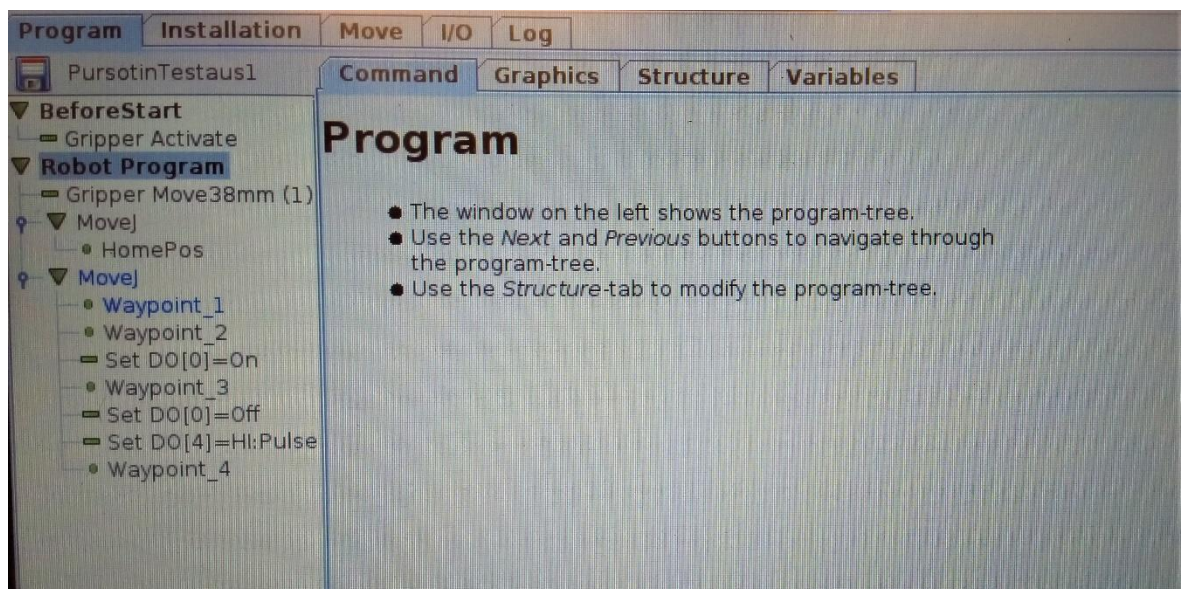 Program Installation Move I/O Log
PursotinTestaus1
Command Graphics Structure Variables
BeforeStart
Gripper Activate
Robot Program
Gripper Move38mm (1)
MoveJ
HomePos
MoveJ
Waypoint_1
Waypoint_2
Set DO[0]=On
Waypoint_3
Set DO[0]=Off
Set DO[4]=HI:Pulse
Waypoint_4
Program
The window on the left shows the program-tree.
Use the Next and Previous buttons to navigate through
the program-tree.
Use the Structure-tab to modify the program-tree.